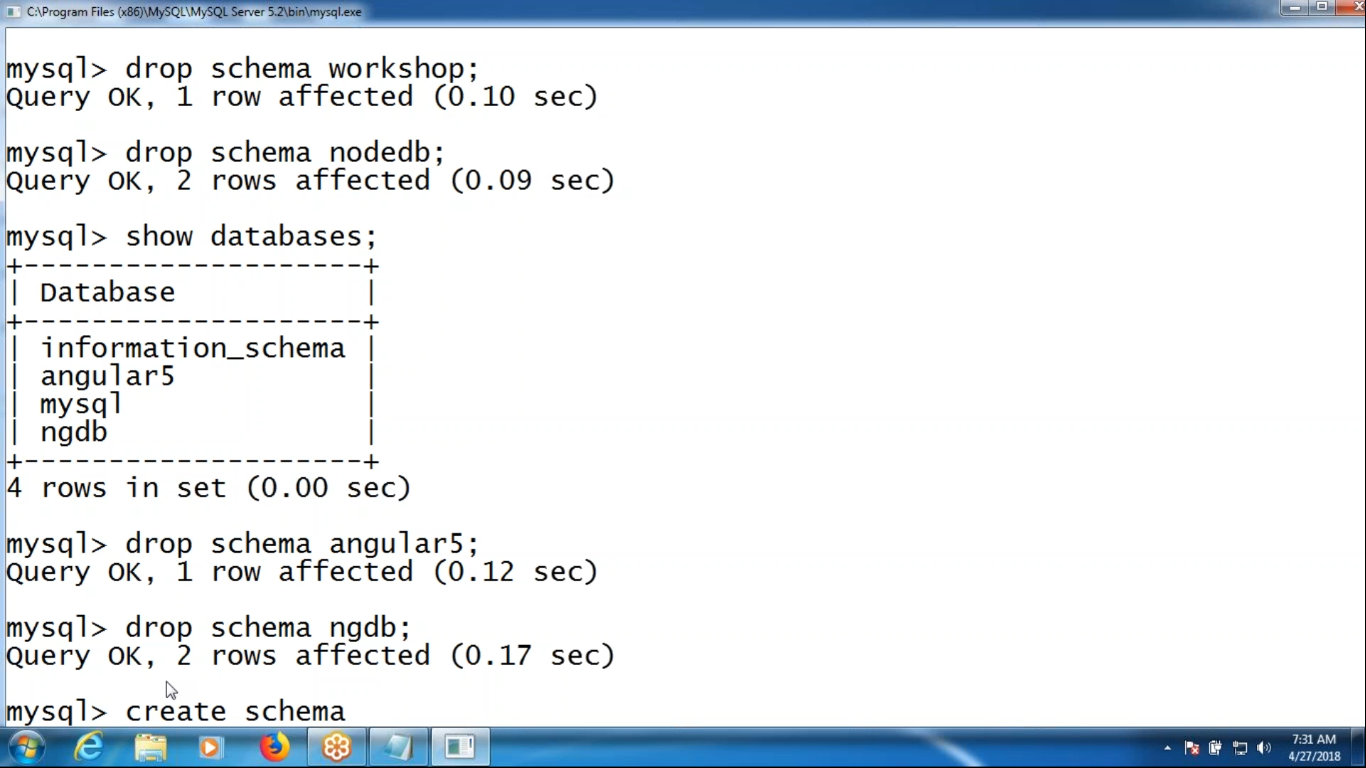 C:\Program Files (x86)\MySQL\MySQL Server 5.2\bin\mysql.exe
mysql> drop schema workshop;
Query OK, 1 row affected (0.10 sec)
mysql> drop schema nodedb;
Query OK, 2 rows affected (0.09 sec)
mysql> show databases;
+--------------------+
| Database           |
+--------------------+
| information_schema |
| angular5           |
| mysql              |
| ngdb               |
+--------------------+
4 rows in set (0.00 sec)
mysql> drop schema angular5;
Query OK, 1 row affected (0.12 sec)
mysql> drop schema ngdb;
Query OK, 2 rows affected (0.17 sec)
mysql> create schema
7:31 AM
4/27/2018